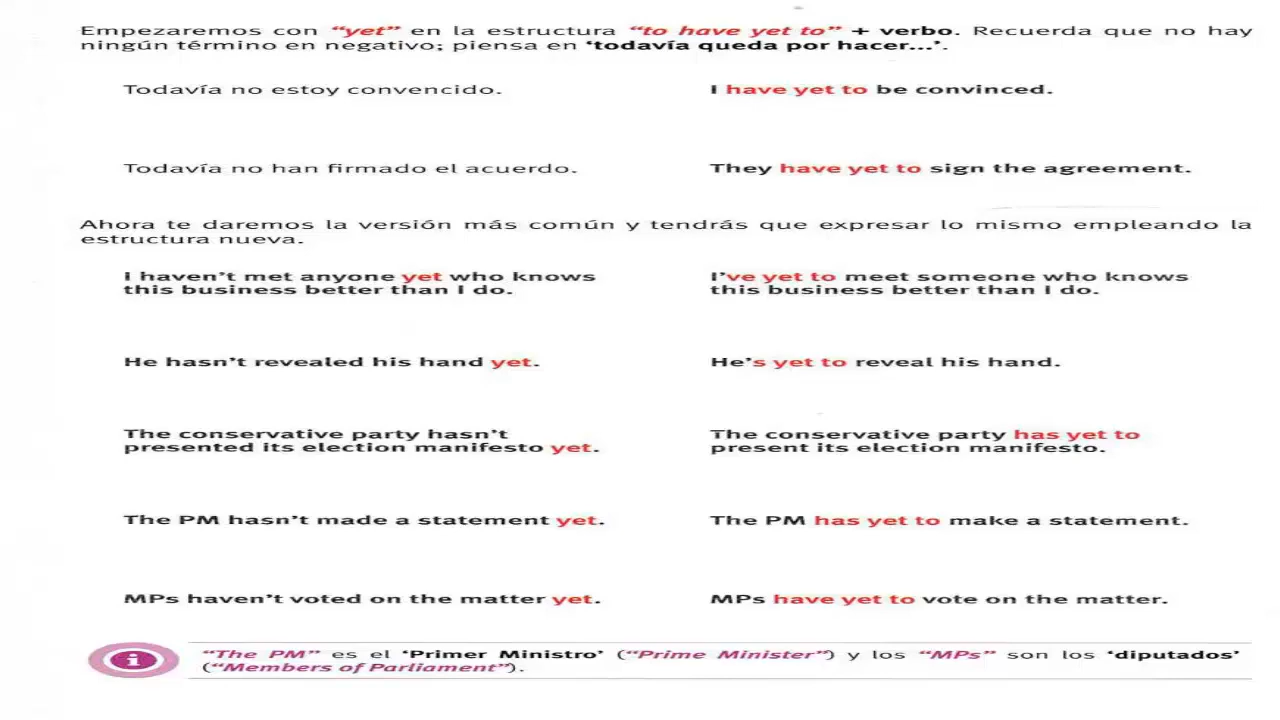 Empezaremos con “yet” en la estructura “to have yet to” + verbo. Recuerda que no hay
ningún término en negativo; piensa en ‘todavía queda por hacer...’.
Todavía no estoy convencido.
I have yet to be convinced.
Todavía no han firmado el acuerdo.
They have yet to sign the agreement.
Ahora te daremos la versión más común y tendrás que expresar lo mismo empleando la
estructura nueva.
I haven’t met anyone yet who knows
this business better than I do.
I’ve yet to meet someone who knows
this business better than I do.
He hasn’t revealed his hand yet.
He’s yet to reveal his hand.
The conservative party hasn’t
presented its election manifesto yet.
The conservative party has yet to
present its election manifesto.
The PM hasn’t made a statement yet.
The PM has yet to make a statement.
MPs haven’t voted on the matter yet.
MPs have yet to vote on the matter.
i
“The PM” es el ‘Primer Ministro’ (“Prime Minister”) y los “MPs” son los ‘diputados’
(“Members of Parliament”).